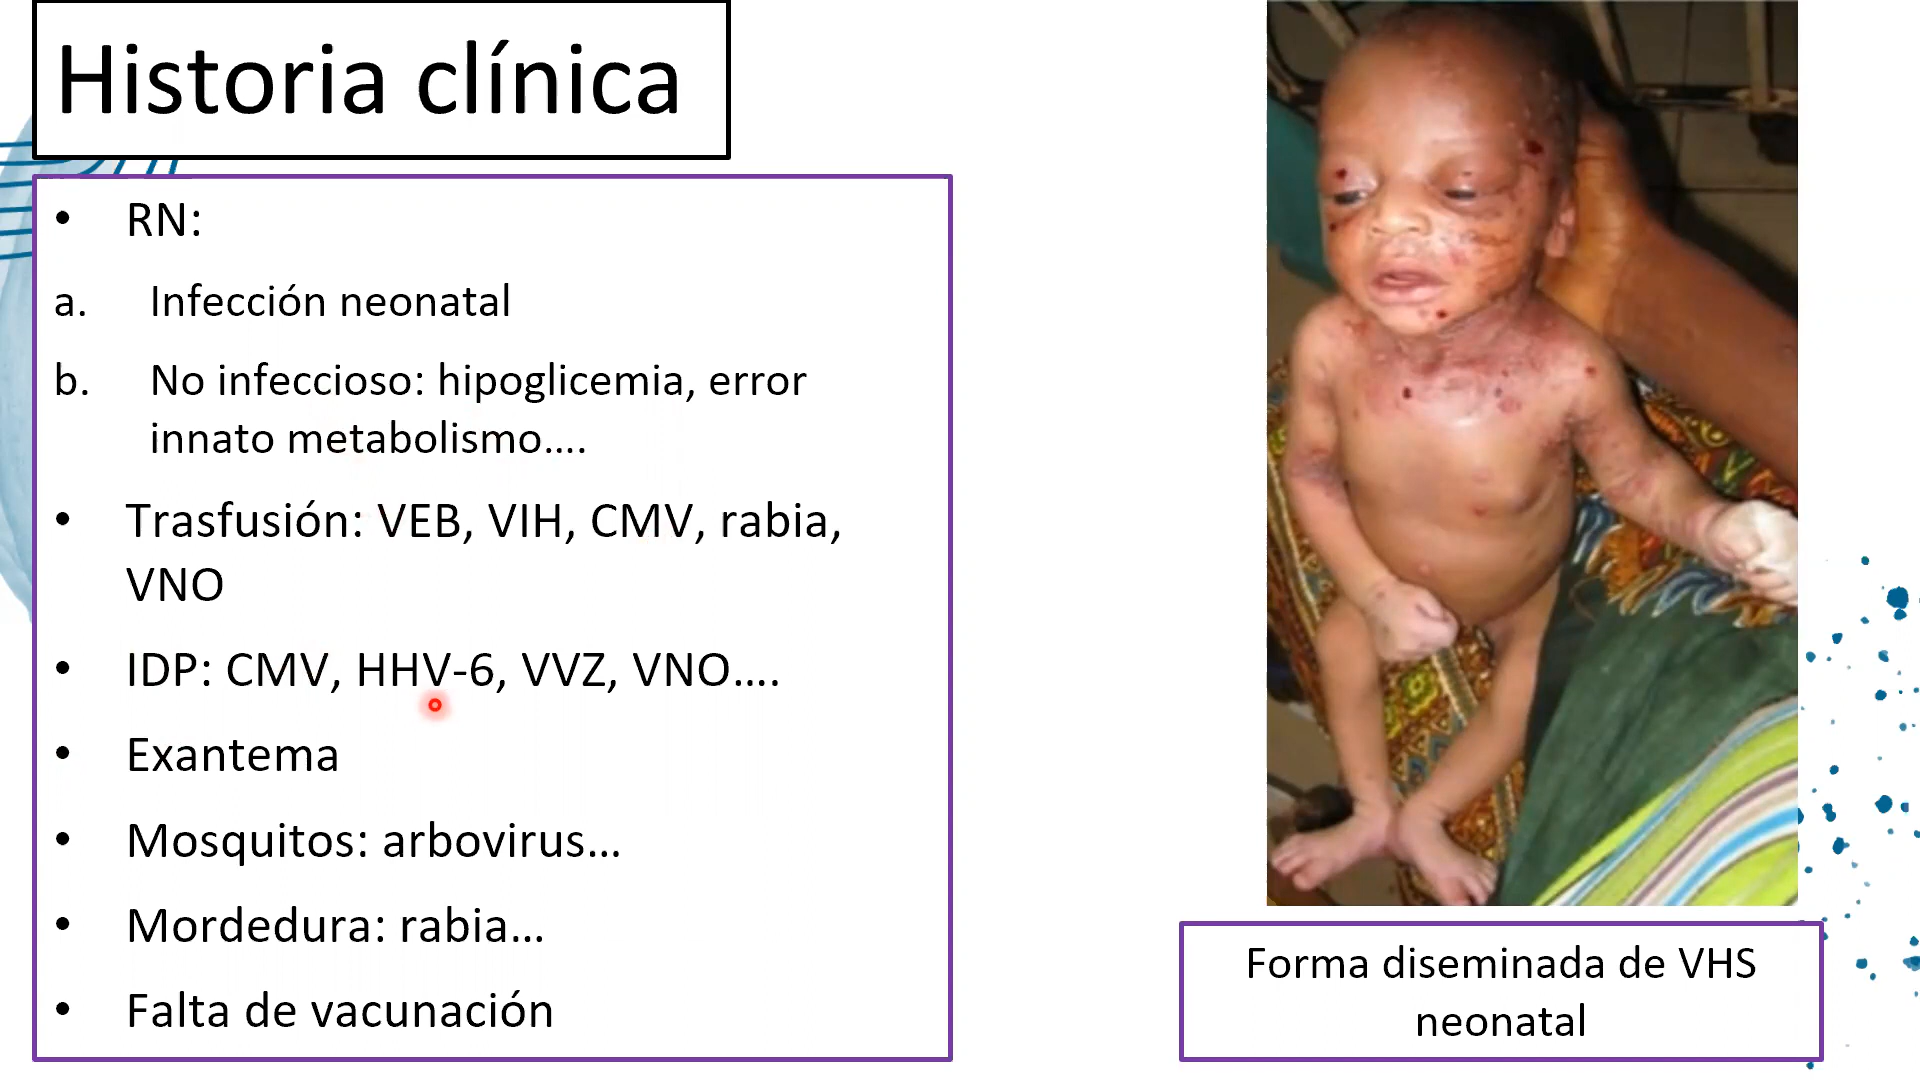 Historia clínica
• RN:
a. Infección neonatal
b. No infeccioso: hipoglicemia, error
innato metabolismo….
• Trasfusión: VEB, VIH, CMV, rabia,
VNO
• IDP: CMV, HHV-6, VVZ, VNO….
• Exantema
• Mosquitos: arbovirus…
• Mordedura: rabia…
• Falta de vacunación
Forma diseminada de VHS
neonatal